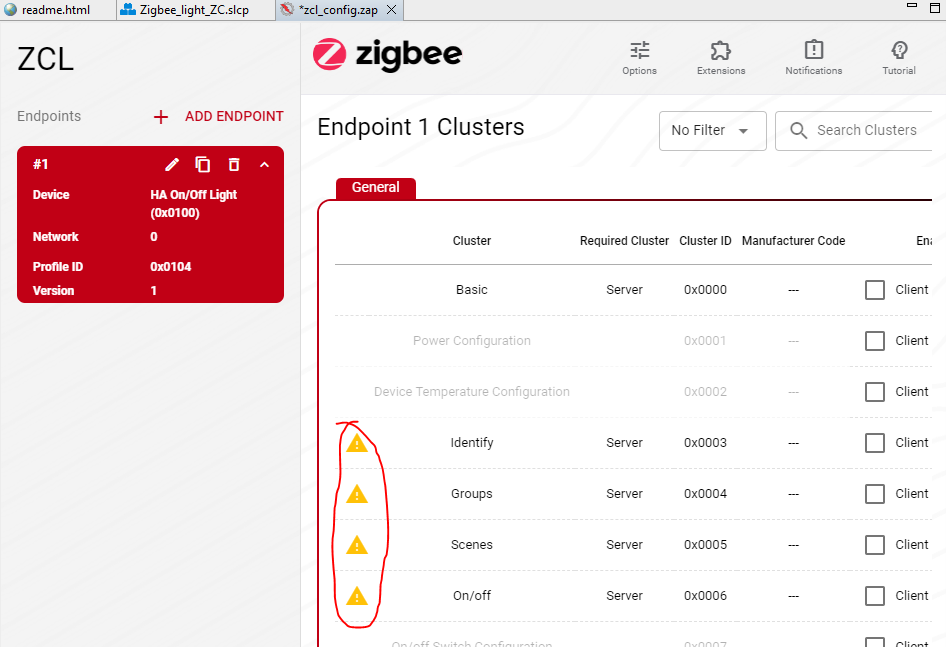 readme.html Zigbee_light_ZC.slcp *zcl_config.zap
ZCL
zigbee
Options Extensions Notifications Tutorial
Endpoints ADD ENDPOINT
Endpoint 1 Clusters
No Filter Search Clusters
#1
Device HA On/Off Light
(0x0100)
Network 0
Profile ID 0x0104
Version 1
General
Cluster Required Cluster Cluster ID Manufacturer Code Ena
Basic Server 0x0000 --- Client
Power Configuration 0x0001 --- Client
Device Temperature Configuration 0x0002 --- Client
Identify Server 0x0003 --- Client
Groups Server 0x0004 --- Client
Scenes Server 0x0005 --- Client
On/off Server 0x0006 --- Client
On/off Switch Configuration 0x0007 --- Client